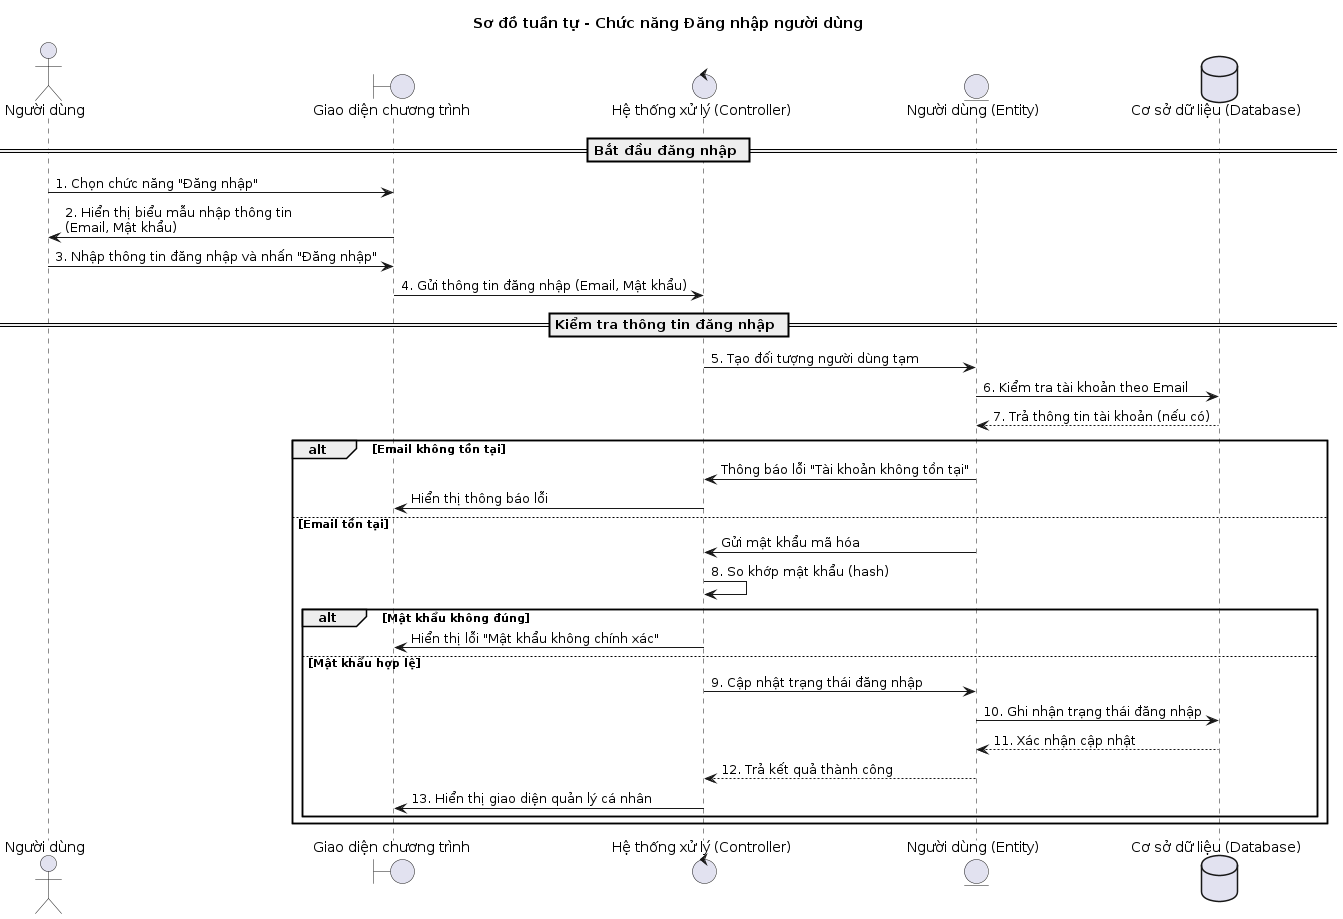 Sơ đồ tuần tự - Chức năng Đăng nhập người dùng
Người dùng
Giao diện chương trình
Hệ thống xử lý (Controller)
Người dùng (Entity)
Cơ sở dữ liệu (Database)
Bắt đầu đăng nhập
1. Chọn chức năng "Đăng nhập"
2. Hiển thị biểu mẫu nhập thông tin
(Email, Mật khẩu)
3. Nhập thông tin đăng nhập và nhấn "Đăng nhập"
4. Gửi thông tin đăng nhập (Email, Mật khẩu)
Kiểm tra thông tin đăng nhập
5. Tạo đối tượng người dùng tạm
6. Kiểm tra tài khoản theo Email
7. Trả thông tin tài khoản (nếu có)
alt [Email không tồn tại]
Thông báo lỗi "Tài khoản không tồn tại"
Hiển thị thông báo lỗi
[Email tồn tại]
Gửi mật khẩu mã hóa
8. So khớp mật khẩu (hash)
alt [Mật khẩu không đúng]
Hiển thị lỗi "Mật khẩu không chính xác"
[Mật khẩu hợp lệ]
9. Cập nhật trạng thái đăng nhập
10. Ghi nhận trạng thái đăng nhập
11. Xác nhận cập nhật
12. Trả kết quả thành công
13. Hiển thị giao diện quản lý cá nhân
Người dùng
Giao diện chương trình
Hệ thống xử lý (Controller)
Người dùng (Entity)
Cơ sở dữ liệu (Database)